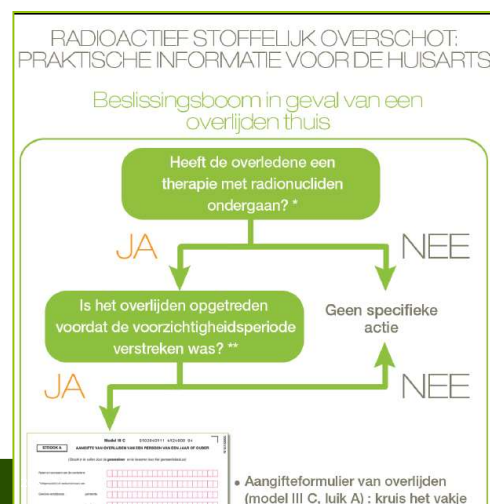 RADIOACTIEF STOFFELIJK OVERSCHOT:
PRAKTISCHE INFORMATIE VOOR DE HUISARTS
Beslissingsboom in geval van een
overlijden thuis
Heeft de overledene een
therapie met radionucliden
ondergaan? *
JA
NEE
Is het overlijden opgetreden
voordat de voorzichtigheidsperiode
verstreken was? **
Geen specifieke
actie
JA
NEE
Model III C
STROOK A
AANGIFTE VAN OVERLIJDEN VAN EEN PERSOON VAN EEN JAAR OF OUDER
• Aangifteformulier van overlijden
(model III C, luik A) : kruis het vakje